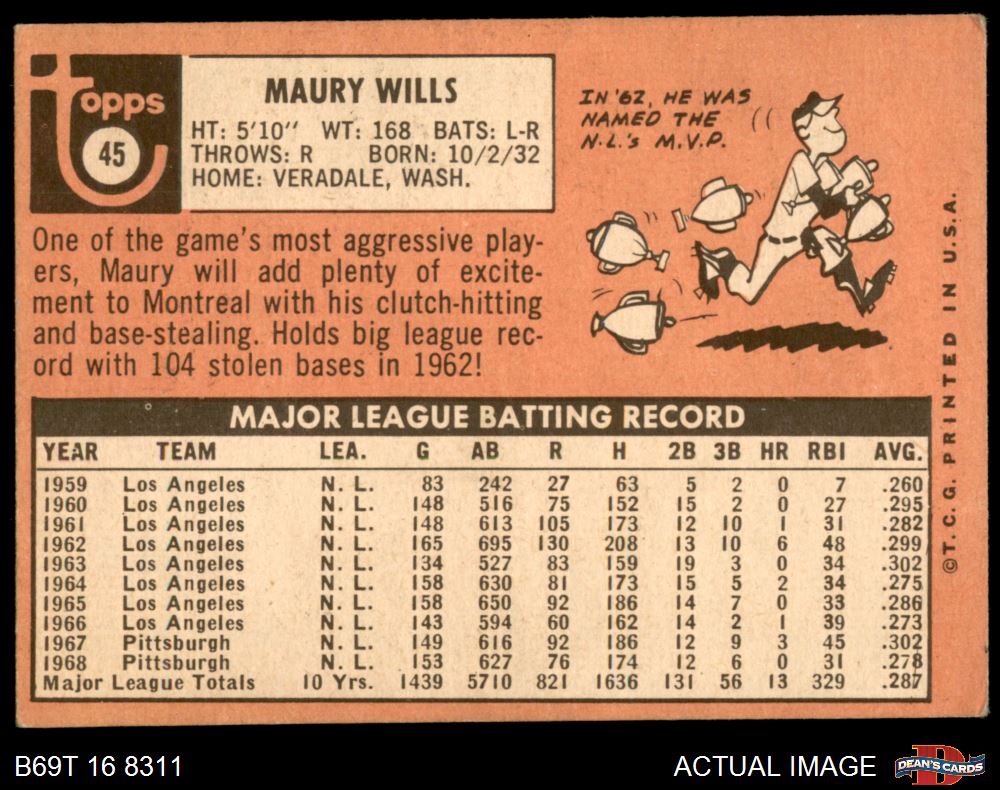 Topps
45
MAURY WILLS
HT: 5'10" WT: 168 BATS: L-R
THROWS: R BORN: 10/2/32
HOME: VERADALE, WASH.
IN '62, HE WAS
NAMED THE
N.L.'s M.V.P.
One of the game's most aggressive play-
ers, Maury will add plenty of excite-
ment to Montreal with his clutch-hitting
and base-stealing. Holds big league rec-
ord with 104 stolen bases in 1962!
MAJOR LEAGUE BATTING RECORD
YEAR TEAM LEA. G AB R H 2B 3B HR RBI AVG.
1959 Los Angeles N. L. 83 242 27 63 5 2 0 7 .260
1960 Los Angeles N. L. 148 516 75 152 15 2 0 27 .295
1961 Los Angeles N. L. 148 613 105 173 12 10 1 31 .282
1962 Los Angeles N. L. 165 695 130 208 13 10 6 48 .299
1963 Los Angeles N. L. 134 527 83 159 19 3 0 34 .302
1964 Los Angeles N. L. 158 630 81 173 15 5 2 34 .275
1965 Los Angeles N. L. 158 650 92 186 14 7 0 33 .286
1966 Los Angeles N. L. 143 594 60 162 14 2 1 39 .273
1967 Pittsburgh N. L. 149 616 92 186 12 9 3 45 .302
1968 Pittsburgh N. L. 153 627 76 174 12 6 0 31 .278
Major League Totals 10 Yrs. 1439 5710 821 1636 131 56 13 329 .287
©T. C. G. PRINTED IN U.S.A.
B69T 16 8311
ACTUAL IMAGE
DEAN'S CARDS